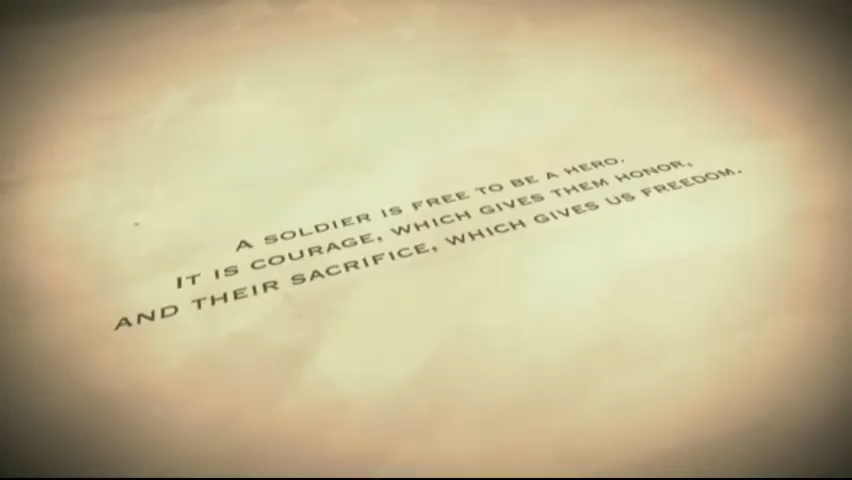 A SOLDIER IS FREE TO BE A HERO.
IT IS COURAGE, WHICH GIVES THEM HONOR,
AND THEIR SACRIFICE, WHICH GIVES US FREEDOM.